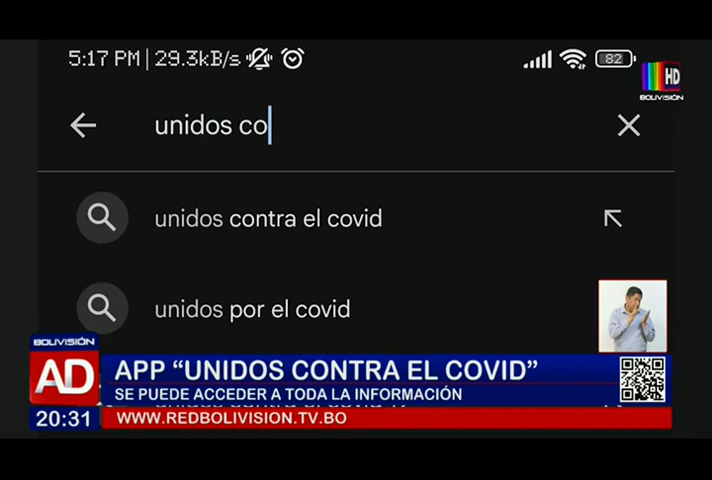 5:17 PM | 29.3kB/s
82
HD
BOLIVISIÓN
unidos co
unidos contra el covid
unidos por el covid
BOLIVISIÓN
AD
APP “UNIDOS CONTRA EL COVID”
SE PUEDE ACCEDER A TODA LA INFORMACIÓN
20:31
WWW.REDBOLIVISION.TV.BO